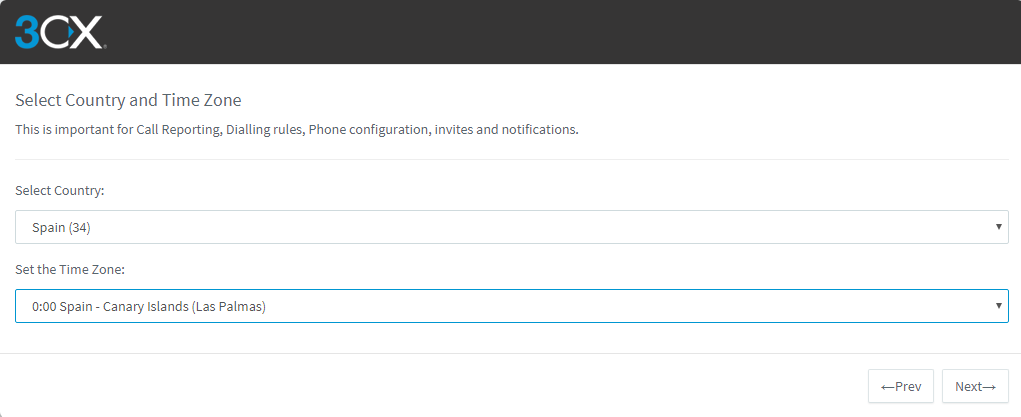 3CX®
Select Country and Time Zone
This is important for Call Reporting, Dialling rules, Phone configuration, invites and notifications.
Select Country:
Spain (34)
Set the Time Zone:
0:00 Spain - Canary Islands (Las Palmas)
←Prev
Next→